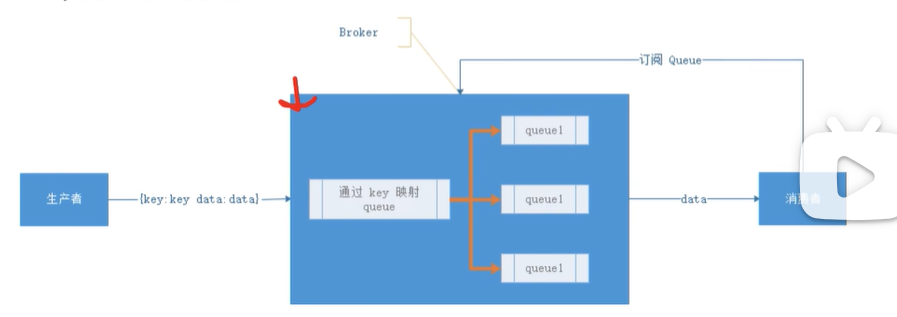 Broker
订阅 Queue
生产者
{key:key data:data}
通过 key 映射
queue
queue1
queue1
queue1
data
消费者